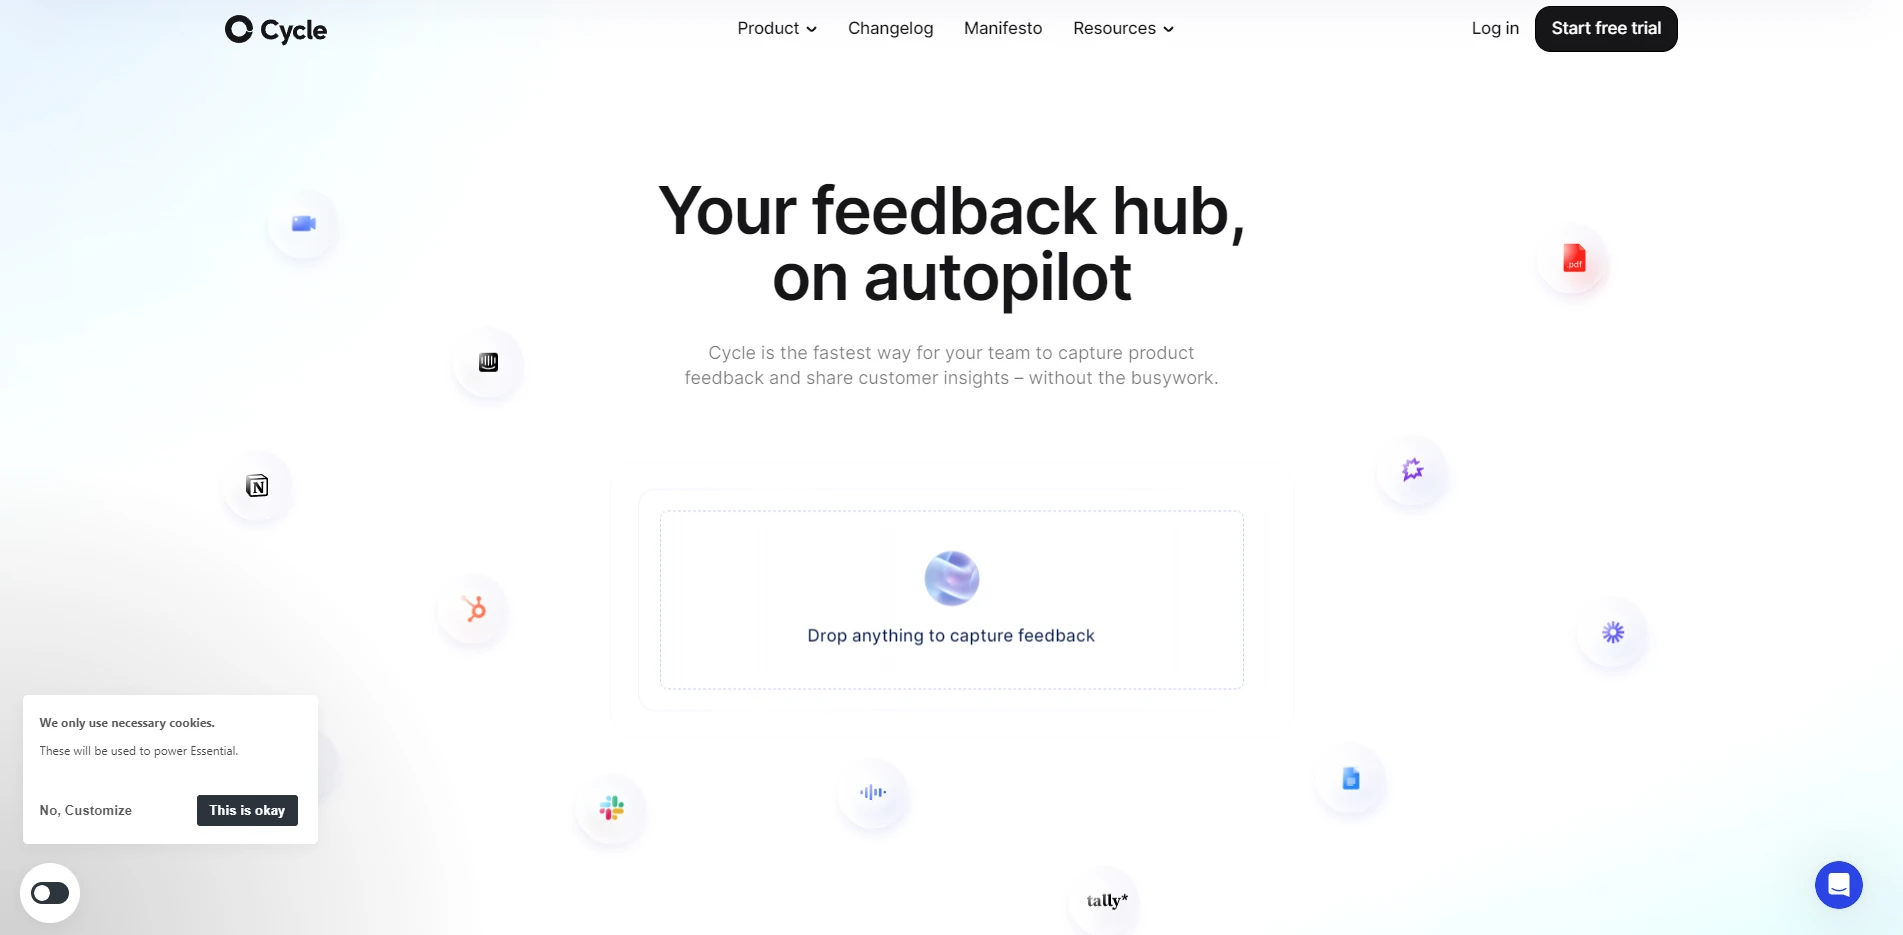 Cycle
Product
Changelog
Manifesto
Resources
Log in
Start free trial
Your feedback hub,
on autopilot
Cycle is the fastest way for your team to capture product
feedback and share customer insights – without the busywork.
.pdf
N
Drop anything to capture feedback
We only use necessary cookies.
These will be used to power Essential.
No, Customize
This is okay
tally*